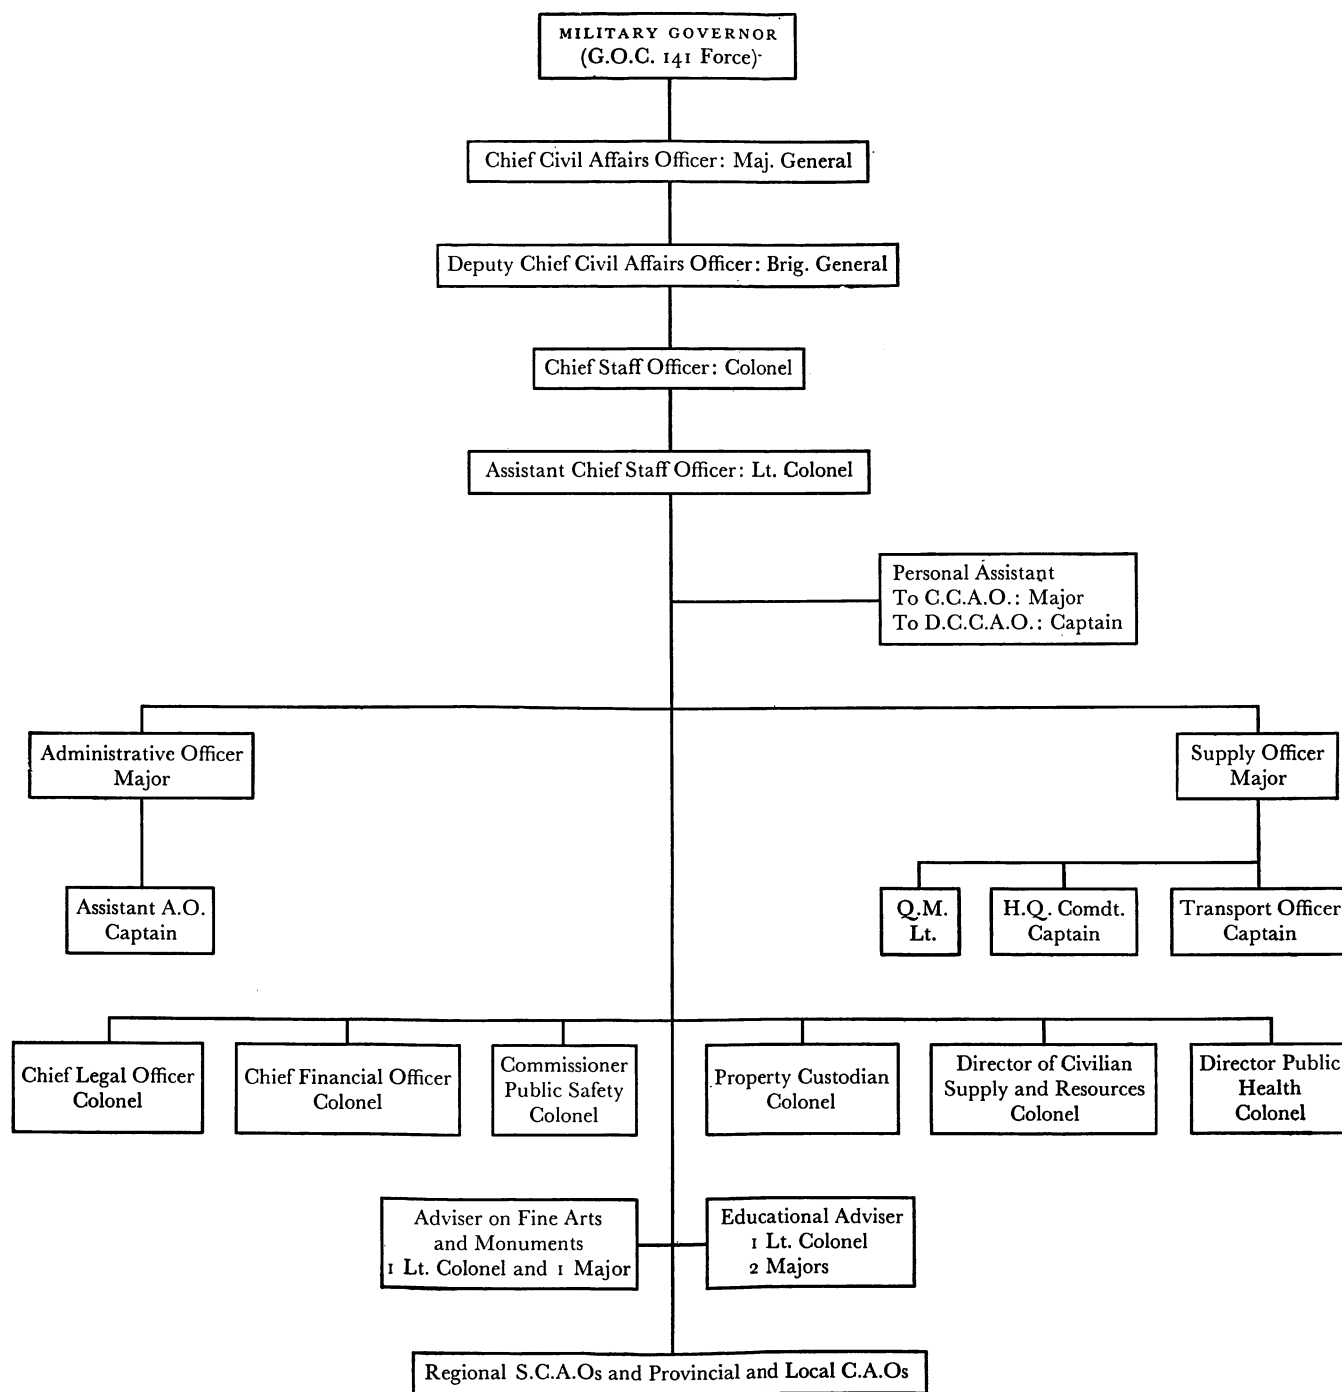 MILITARY GOVERNOR
(G.O.C. 141 Force)
Chief Civil Affairs Officer: Maj. General
Deputy Chief Civil Affairs Officer: Brig. General
Chief Staff Officer: Colonel
Assistant Chief Staff Officer: Lt. Colonel
Personal Assistant
To C.C.A.O.: Major
To D.C.C.A.O.: Captain
Administrative Officer
Major
Supply Officer
Major
Assistant A.O.
Captain
Q.M.
Lt.
H.Q. Comdt.
Captain
Transport Officer
Captain
Chief Legal Officer
Colonel
Chief Financial Officer
Colonel
Commissioner
Public Safety
Colonel
Property Custodian
Colonel
Director of Civilian
Supply and Resources
Colonel
Director Public
Health
Colonel
Adviser on Fine Arts
and Monuments
1 Lt. Colonel and 1 Major
Educational Adviser
1 Lt. Colonel
2 Majors
Regional S.C.A.Os and Provincial and Local C.A.Os